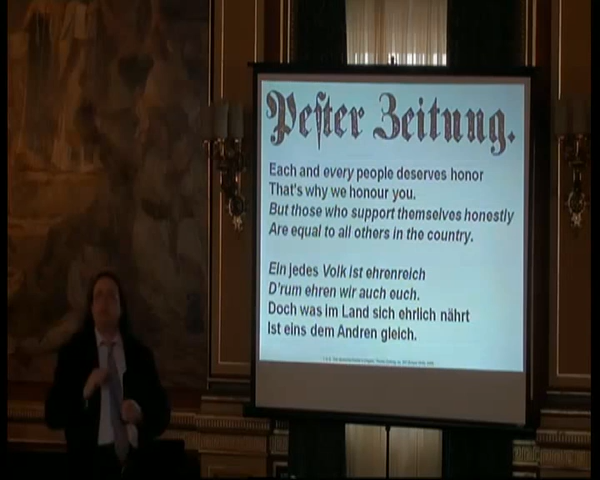 Pester Zeitung.
Each and every people deserves honor
That's why we honour you.
But those who support themselves honestly
Are equal to all others in the country.
Ein jedes Volk ist ehrenreich
D'rum ehren wir auch euch.
Doch was im Land sich ehrlich nährt
Ist eins dem Andren gleich.